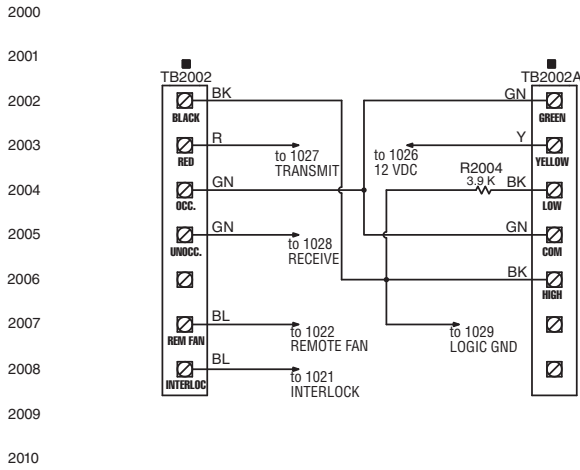 2000
2001
TB2002 TB2002A
2002 BK GN
BLACK GREEN
2003 R Y
RED to 1027 TRANSMIT to 1026 12 VDC YELLOW
R2004
3.9 K
2004 GN BK
OCC. LOW
2005 GN GN
UNOCC. to 1028 RECEIVE COM
2006 BK
HIGH
2007 BL
REM FAN to 1022 REMOTE FAN to 1029 LOGIC GND
2008 BL
INTERLOC to 1021 INTERLOCK
2009
2010